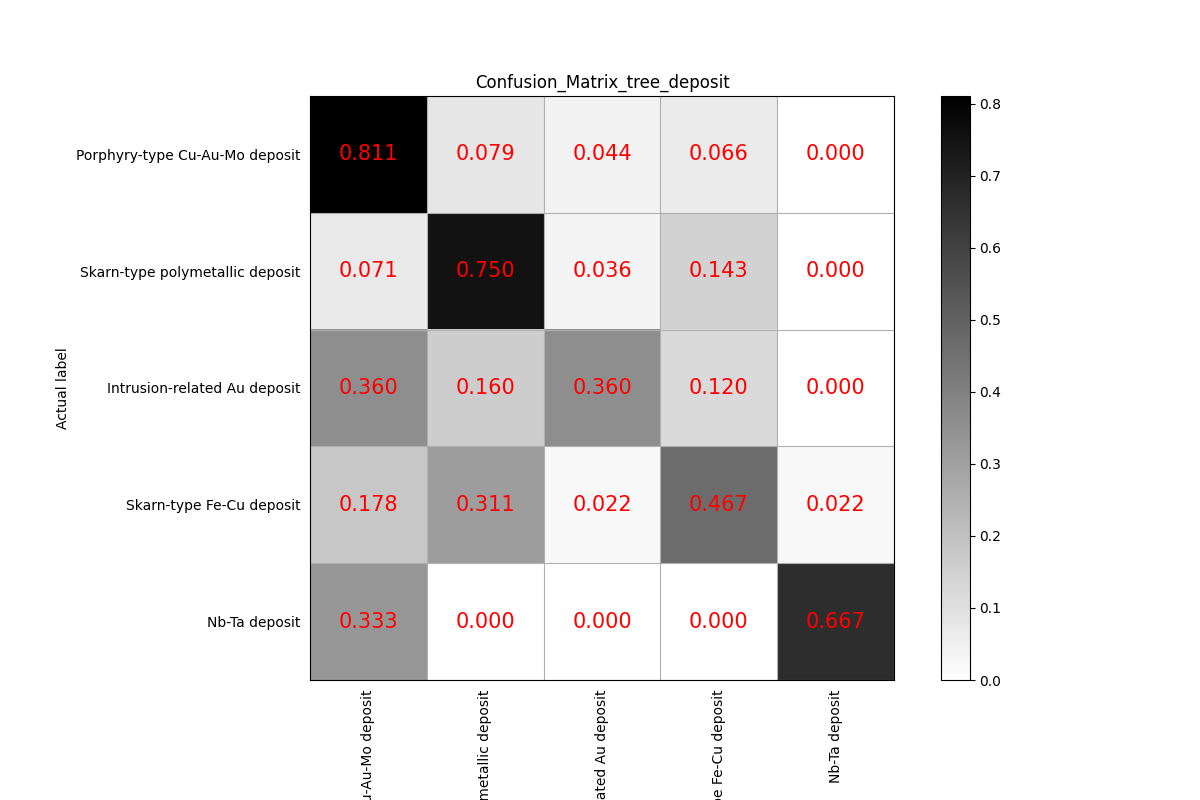 Confusion_Matrix_tree_deposit
Porphyry-type Cu-Au-Mo deposit
0.811 0.079 0.044 0.066 0.000
Skarn-type polymetallic deposit
0.071 0.750 0.036 0.143 0.000
Intrusion-related Au deposit
0.360 0.160 0.360 0.120 0.000
Skarn-type Fe-Cu deposit
0.178 0.311 0.022 0.467 0.022
Nb-Ta deposit
0.333 0.000 0.000 0.000 0.667
Actual label
u-Au-Mo deposit
metallic deposit
ated Au deposit
pe Fe-Cu deposit
Nb-Ta deposit
0.8
0.7
0.6
0.5
0.4
0.3
0.2
0.1
0.0